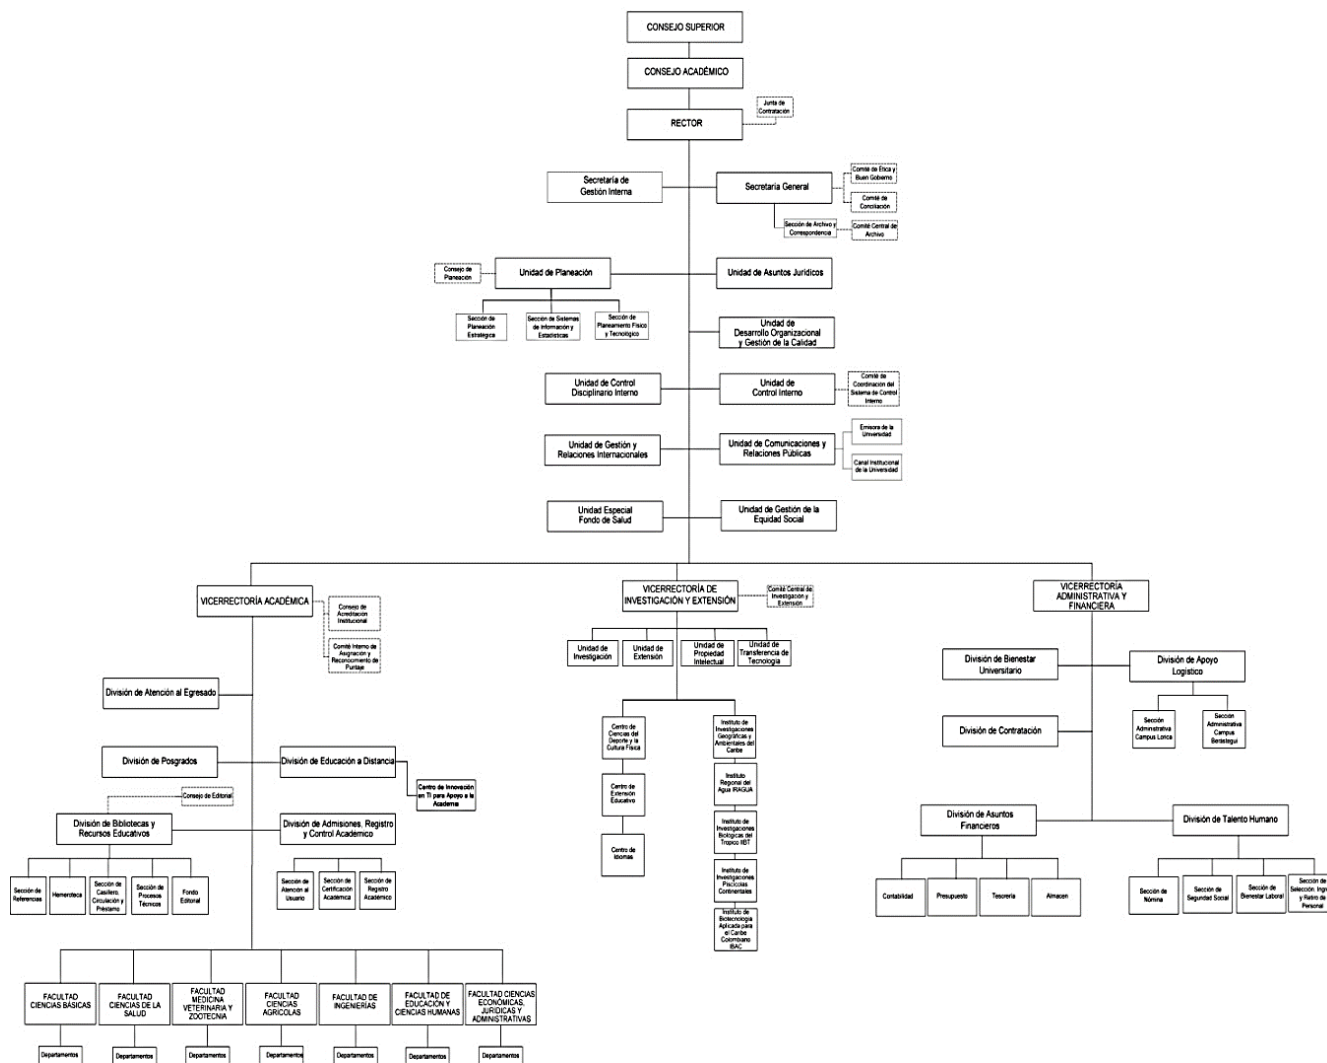 CONSEJO SUPERIOR
CONSEJO ACADÉMICO
Junta de
Contratación
RECTOR
Secretaría de
Gestión Interna
Secretaría General
Comité de Ética y
Buen Gobierno
Comité de
Conciliación
Sección de Archivo y
Correspondencia
Comité Central de
Archivo
Consejo de
Planeación
Unidad de Planeación
Unidad de Asuntos Jurídicos
Sección de
Planeación
Estratégica
Sección de Sistemas
de Información y
Estadísticas
Sección de
Planeamiento Físico
y Tecnológico
Unidad de
Desarrollo Organizacional
y Gestión de la Calidad
Unidad de Control
Disciplinario Interno
Unidad de
Control Interno
Comité de
Coordinación del
Sistema de Control
Interno
Unidad de Gestión y
Relaciones Internacionales
Unidad de Comunicaciones y
Relaciones Públicas
Emisora de la
Universidad
Canal Institucional
de la Universidad
Unidad Especial
Fondo de Salud
Unidad de Gestión de la
Equidad Social
VICERRECTORÍA ACADÉMICA
Consejo de
Acreditación
Institucional
Comité Interno de
Asignación y
Reconocimiento de
Puntaje
VICERRECTORÍA DE
INVESTIGACIÓN Y EXTENSIÓN
Comité Central de
Investigación y
Extensión
VICERRECTORÍA
ADMINISTRATIVA Y
FINANCIERA
Unidad de
Investigación
Unidad de
Extensión
Unidad de
Propiedad
Intelectual
Unidad de
Transferencia de
Tecnología
División de Bienestar
Universitario
División de Apoyo
Logístico
División de Atención al Egresado
Centro de
Ciencias del
Deporte y la
Cultura Física
Instituto de
Investigaciones
Geográficas y
Ambientales del
Caribe
División de Contratación
Sección
Administrativa
Campus Lorica
Sección
Administrativa
Campus
Berástegui
División de Posgrados
División de Educación a Distancia
Centro de Innovación
en TI para Apoyo a la
Academia
Centro de
Extensión
Educativo
Instituto
Regional del
Agua IRAGUA
Consejo de Editorial
División de Bibliotecas y
Recursos Educativos
División de Admisiones, Registro
y Control Académico
Centro de
Idiomas
Instituto de
Investigaciones
Biológicas del
Tropico IIBT
División de Asuntos
Financieros
División de Talento Humano
Sección de
Referencias
Hemeroteca
Sección de
Casillero,
Circulación y
Préstamo
Sección de
Procesos
Técnicos
Fondo
Editorial
Sección de
Atención al
Usuario
Sección de
Certificación
Académica
Sección de
Registro
Académico
Instituto de
Investigaciones
Piscícolas
Continentales
Instituto de
Biotecnología
Aplicada para
el Caribe
Colombiano
IBAC
Contabilidad
Presupuesto
Tesorería
Almacen
Sección de
Nómina
Sección de
Seguridad Social
Sección de
Bienestar Laboral
Sección de
Selección, Ingr
y Retiro de
Personal
FACULTAD
CIENCIAS BÁSICAS
FACULTAD
CIENCIAS DE LA
SALUD
FACULTAD
MEDICINA
VETERINARIA Y
ZOOTECNIA
FACULTAD
CIENCIAS
AGRÍCOLAS
FACULTAD DE
INGENIERÍAS
FACULTAD DE
EDUCACIÓN Y
CIENCIAS HUMANAS
FACULTAD CIENCIAS
ECONÓMICAS,
JURÍDICAS Y
ADMINISTRATIVAS
Departamentos
Departamentos
Departamentos
Departamentos
Departamentos
Departamentos
Departamentos